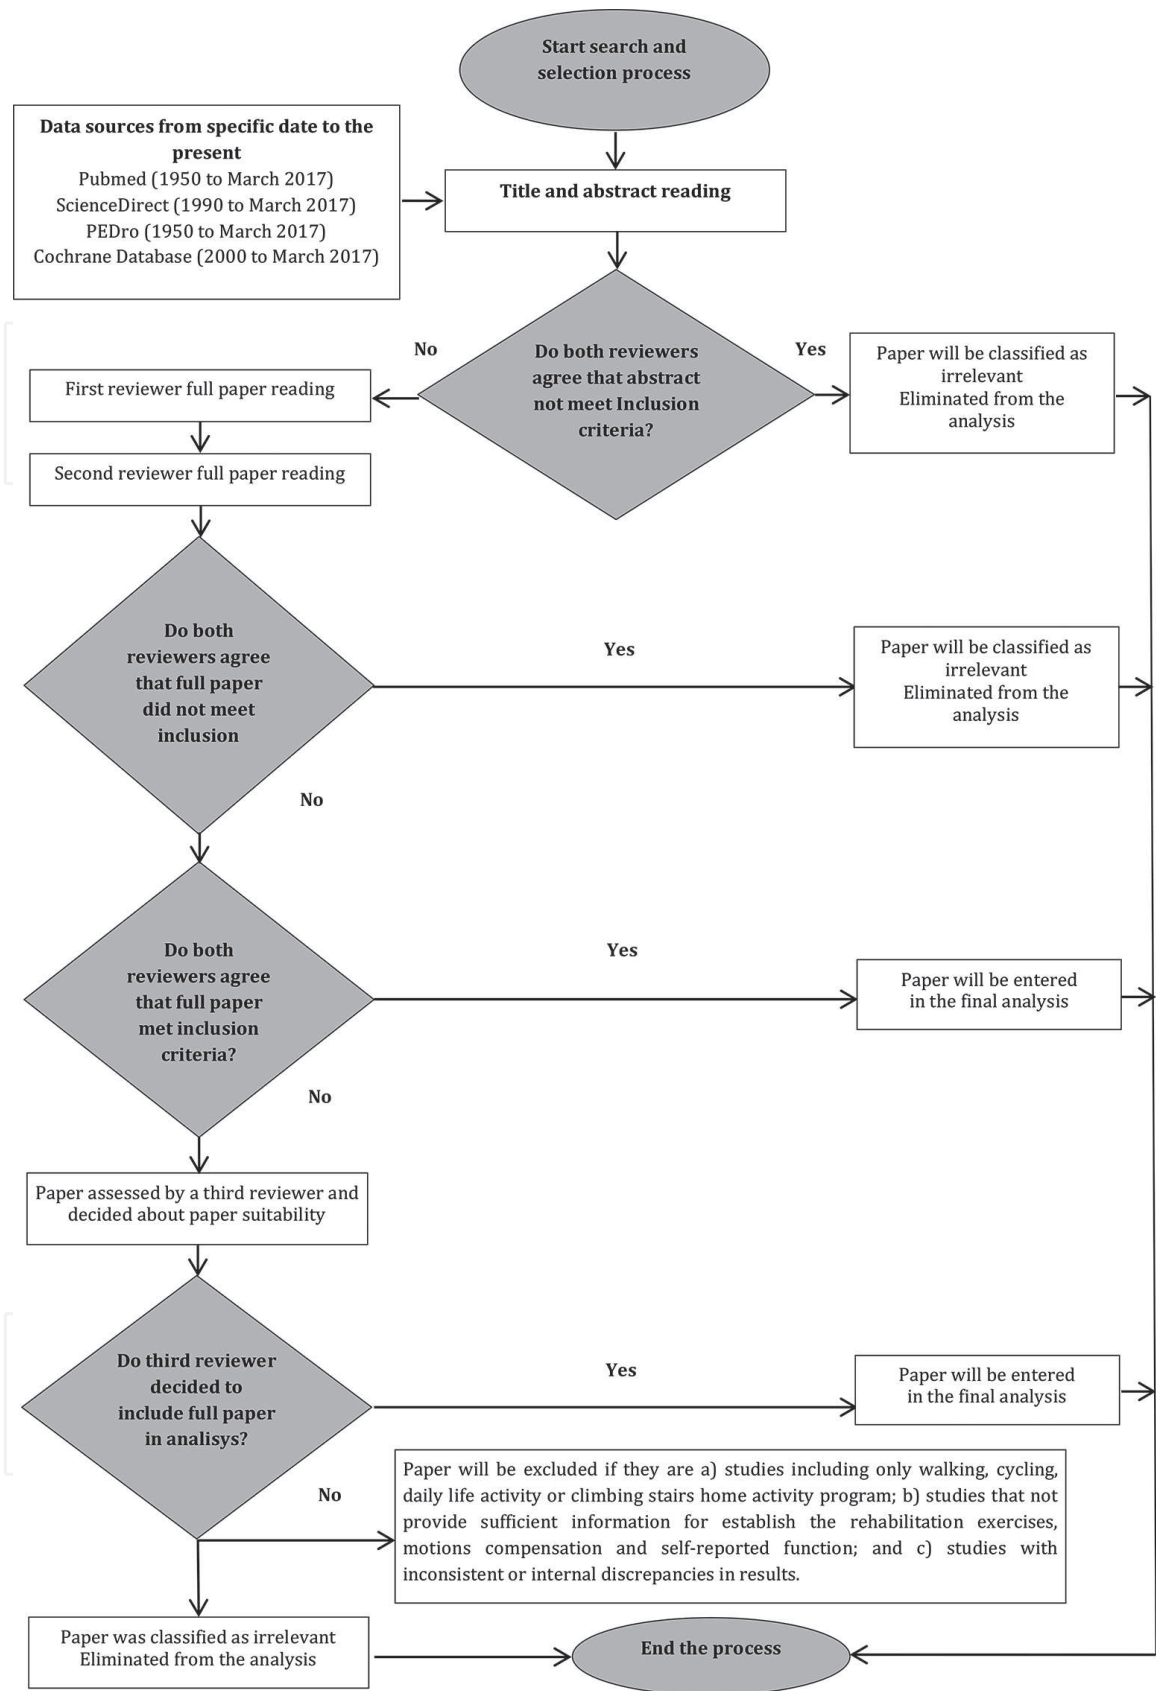 Start search and
selection process
Data sources from specific date to the
present
Pubmed (1950 to March 2017)
ScienceDirect (1990 to March 2017)
PEDro (1950 to March 2017)
Cochrane Database (2000 to March 2017)
Title and abstract reading
No
Do both reviewers
agree that abstract
not meet Inclusion
criteria?
Yes
Paper will be classified as
irrelevant
Eliminated from the
analysis
First reviewer full paper reading
Second reviewer full paper reading
Do both
reviewers agree
that full paper
did not meet
inclusion
Yes
Paper will be classified as
irrelevant
Eliminated from the
analysis
No
Do both
reviewers agree
that full paper
met inclusion
criteria?
Yes
Paper will be entered
in the final analysis
No
Paper assessed by a third reviewer and
decided about paper suitability
Do third reviewer
decided to
include full paper
in analisys?
Yes
Paper will be entered
in the final analysis
No
Paper will be excluded if they are a) studies including only walking, cycling,
daily life activity or climbing stairs home activity program; b) studies that not
provide sufficient information for establish the rehabilitation exercises,
motions compensation and self-reported function; and c) studies with
inconsistent or internal discrepancies in results.
Paper was classified as irrelevant
Eliminated from the analysis
End the process